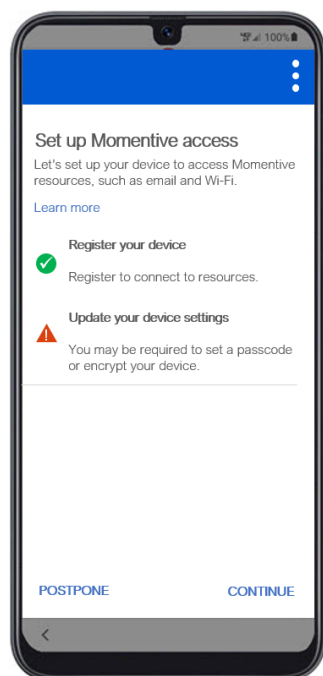 100%
Set up Momentive access
Let's set up your device to access Momentive
resources, such as email and Wi-Fi.
Learn more
Register your device
Register to connect to resources.
Update your device settings
You may be required to set a passcode
or encrypt your device.
POSTPONE CONTINUE